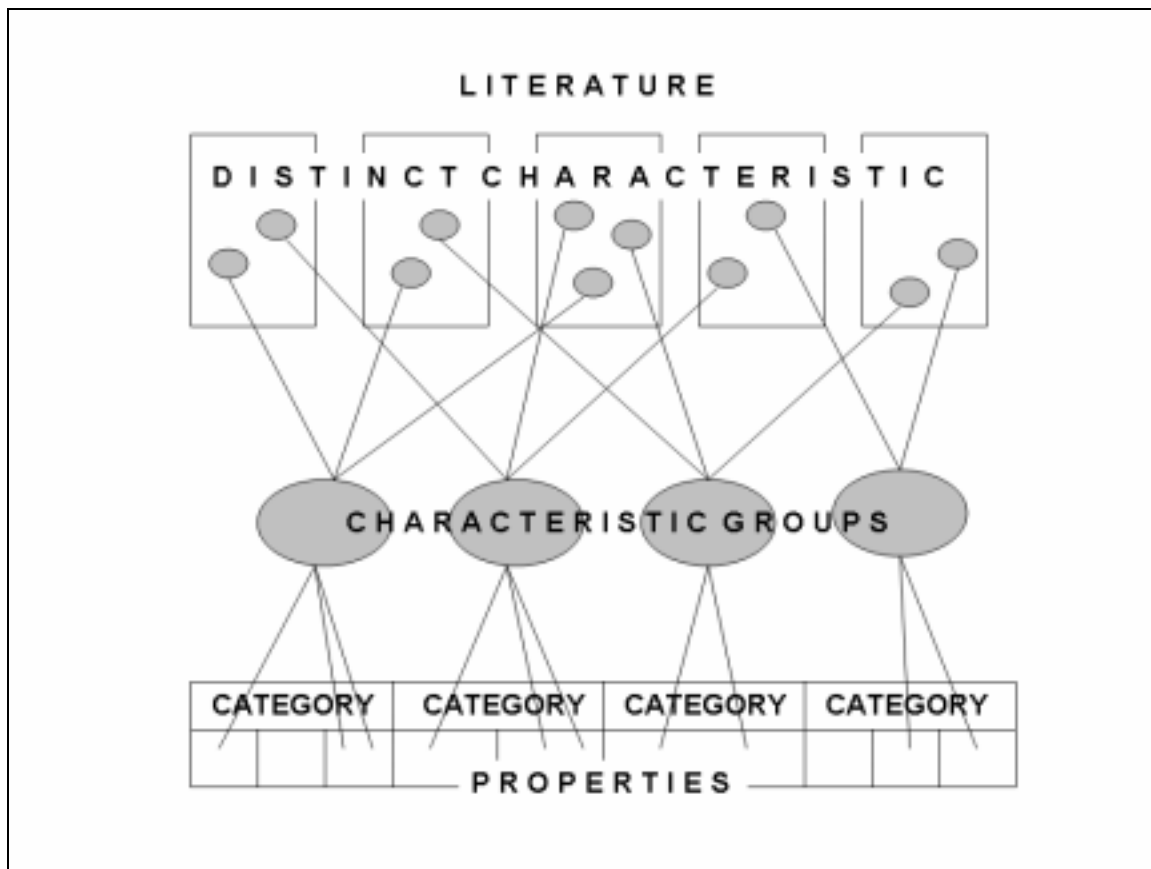 LITERATURE
DISTINCT CHARACTERISTIC
CHARACTERISTIC GROUPS
CATEGORY CATEGORY CATEGORY CATEGORY
PROPERTIES